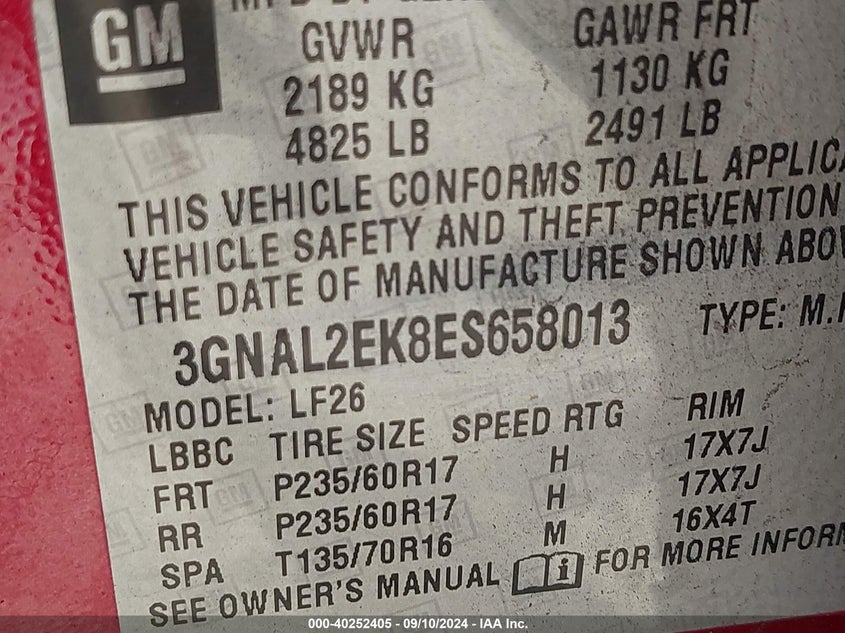 GM
GVWR GAWR FRT
2189 KG 1130 KG
4825 LB 2491 LB
THIS VEHICLE CONFORMS TO ALL
VEHICLE SAFETY AND THEFT PREVENTION
THE DATE OF MANUFACTURE SHOWN
3GNAL2EK8ES658013 TYPE:
MODEL: LF26
LBBC TIRE SIZE SPEED RTG RIM
FRT P235/60R17 H 17X7J
RR P235/60R17 H 17X7J
SPA T135/70R16 M 16X4T
SEE OWNER'S MANUAL i FOR MORE
000-40252405 - 09/10/2024 - IAA Inc.